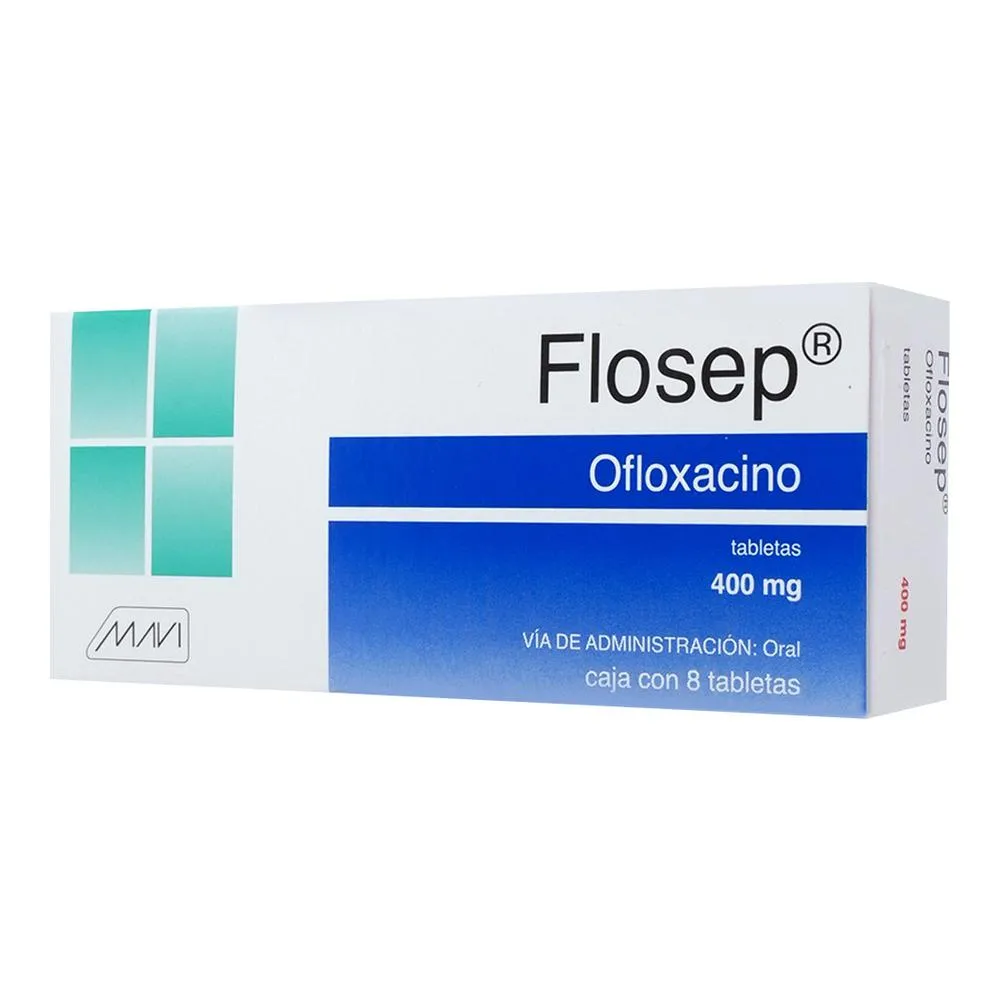 Flosep®
Ofloxacino
tabletas
400 mg
VÍA DE ADMINISTRACIÓN: Oral
caja con 8 tabletas
MAVI
Flosep®
Ofloxacino
tabletas
400 mg